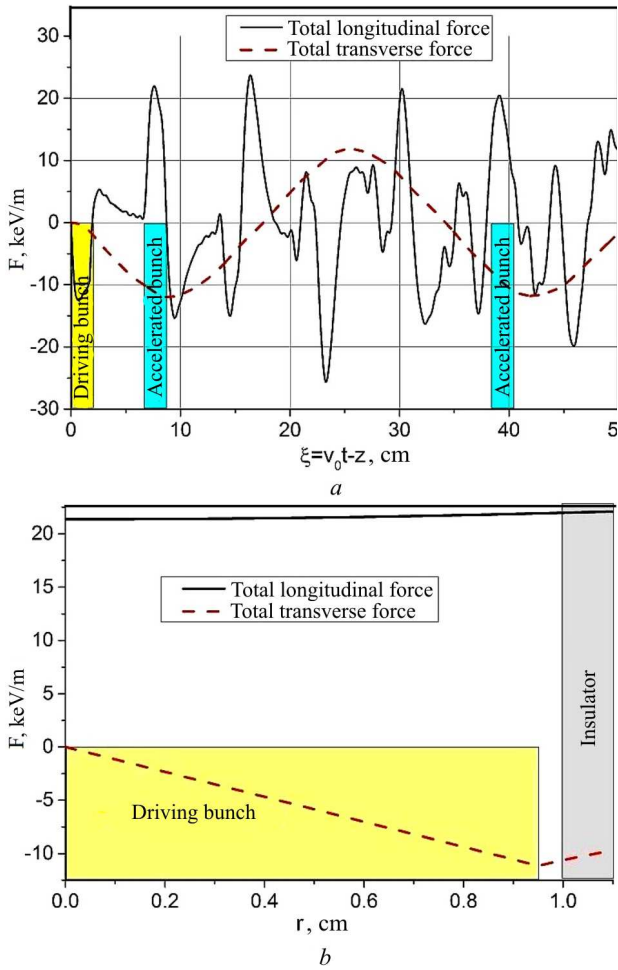 30
20
10
0
-10
-20
-30
F, keV/m
Total longitudinal force
Total transverse force
Driving bunch
Accelerated bunch
Accelerated bunch
0 10 20 30 40 50
ξ=v₀t-z, cm
a
20
15
10
5
0
-5
-10
F, keV/m
Total longitudinal force
Total transverse force
Driving bunch
Insulator
0.0 0.2 0.4 0.6 0.8 1.0
r, cm
b